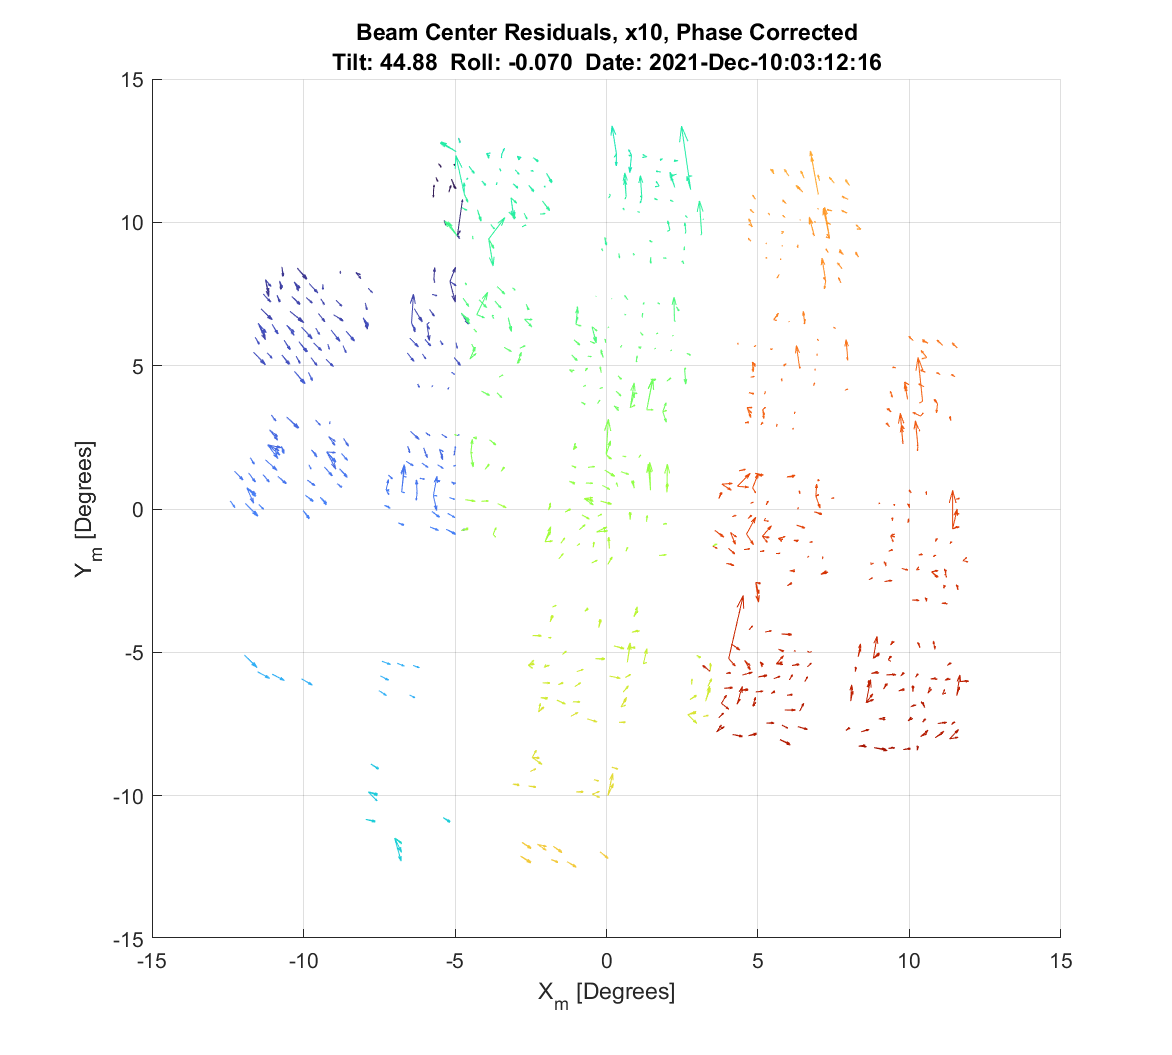 Beam Center Residuals, x10, Phase Corrected
Tilt: 44.88 Roll: -0.070 Date: 2021-Dec-10:03:12:16
15
10
5
0
-5
-10
-15
Y_m [Degrees]
-15 -10 -5 0 5 10 15
X_m [Degrees]